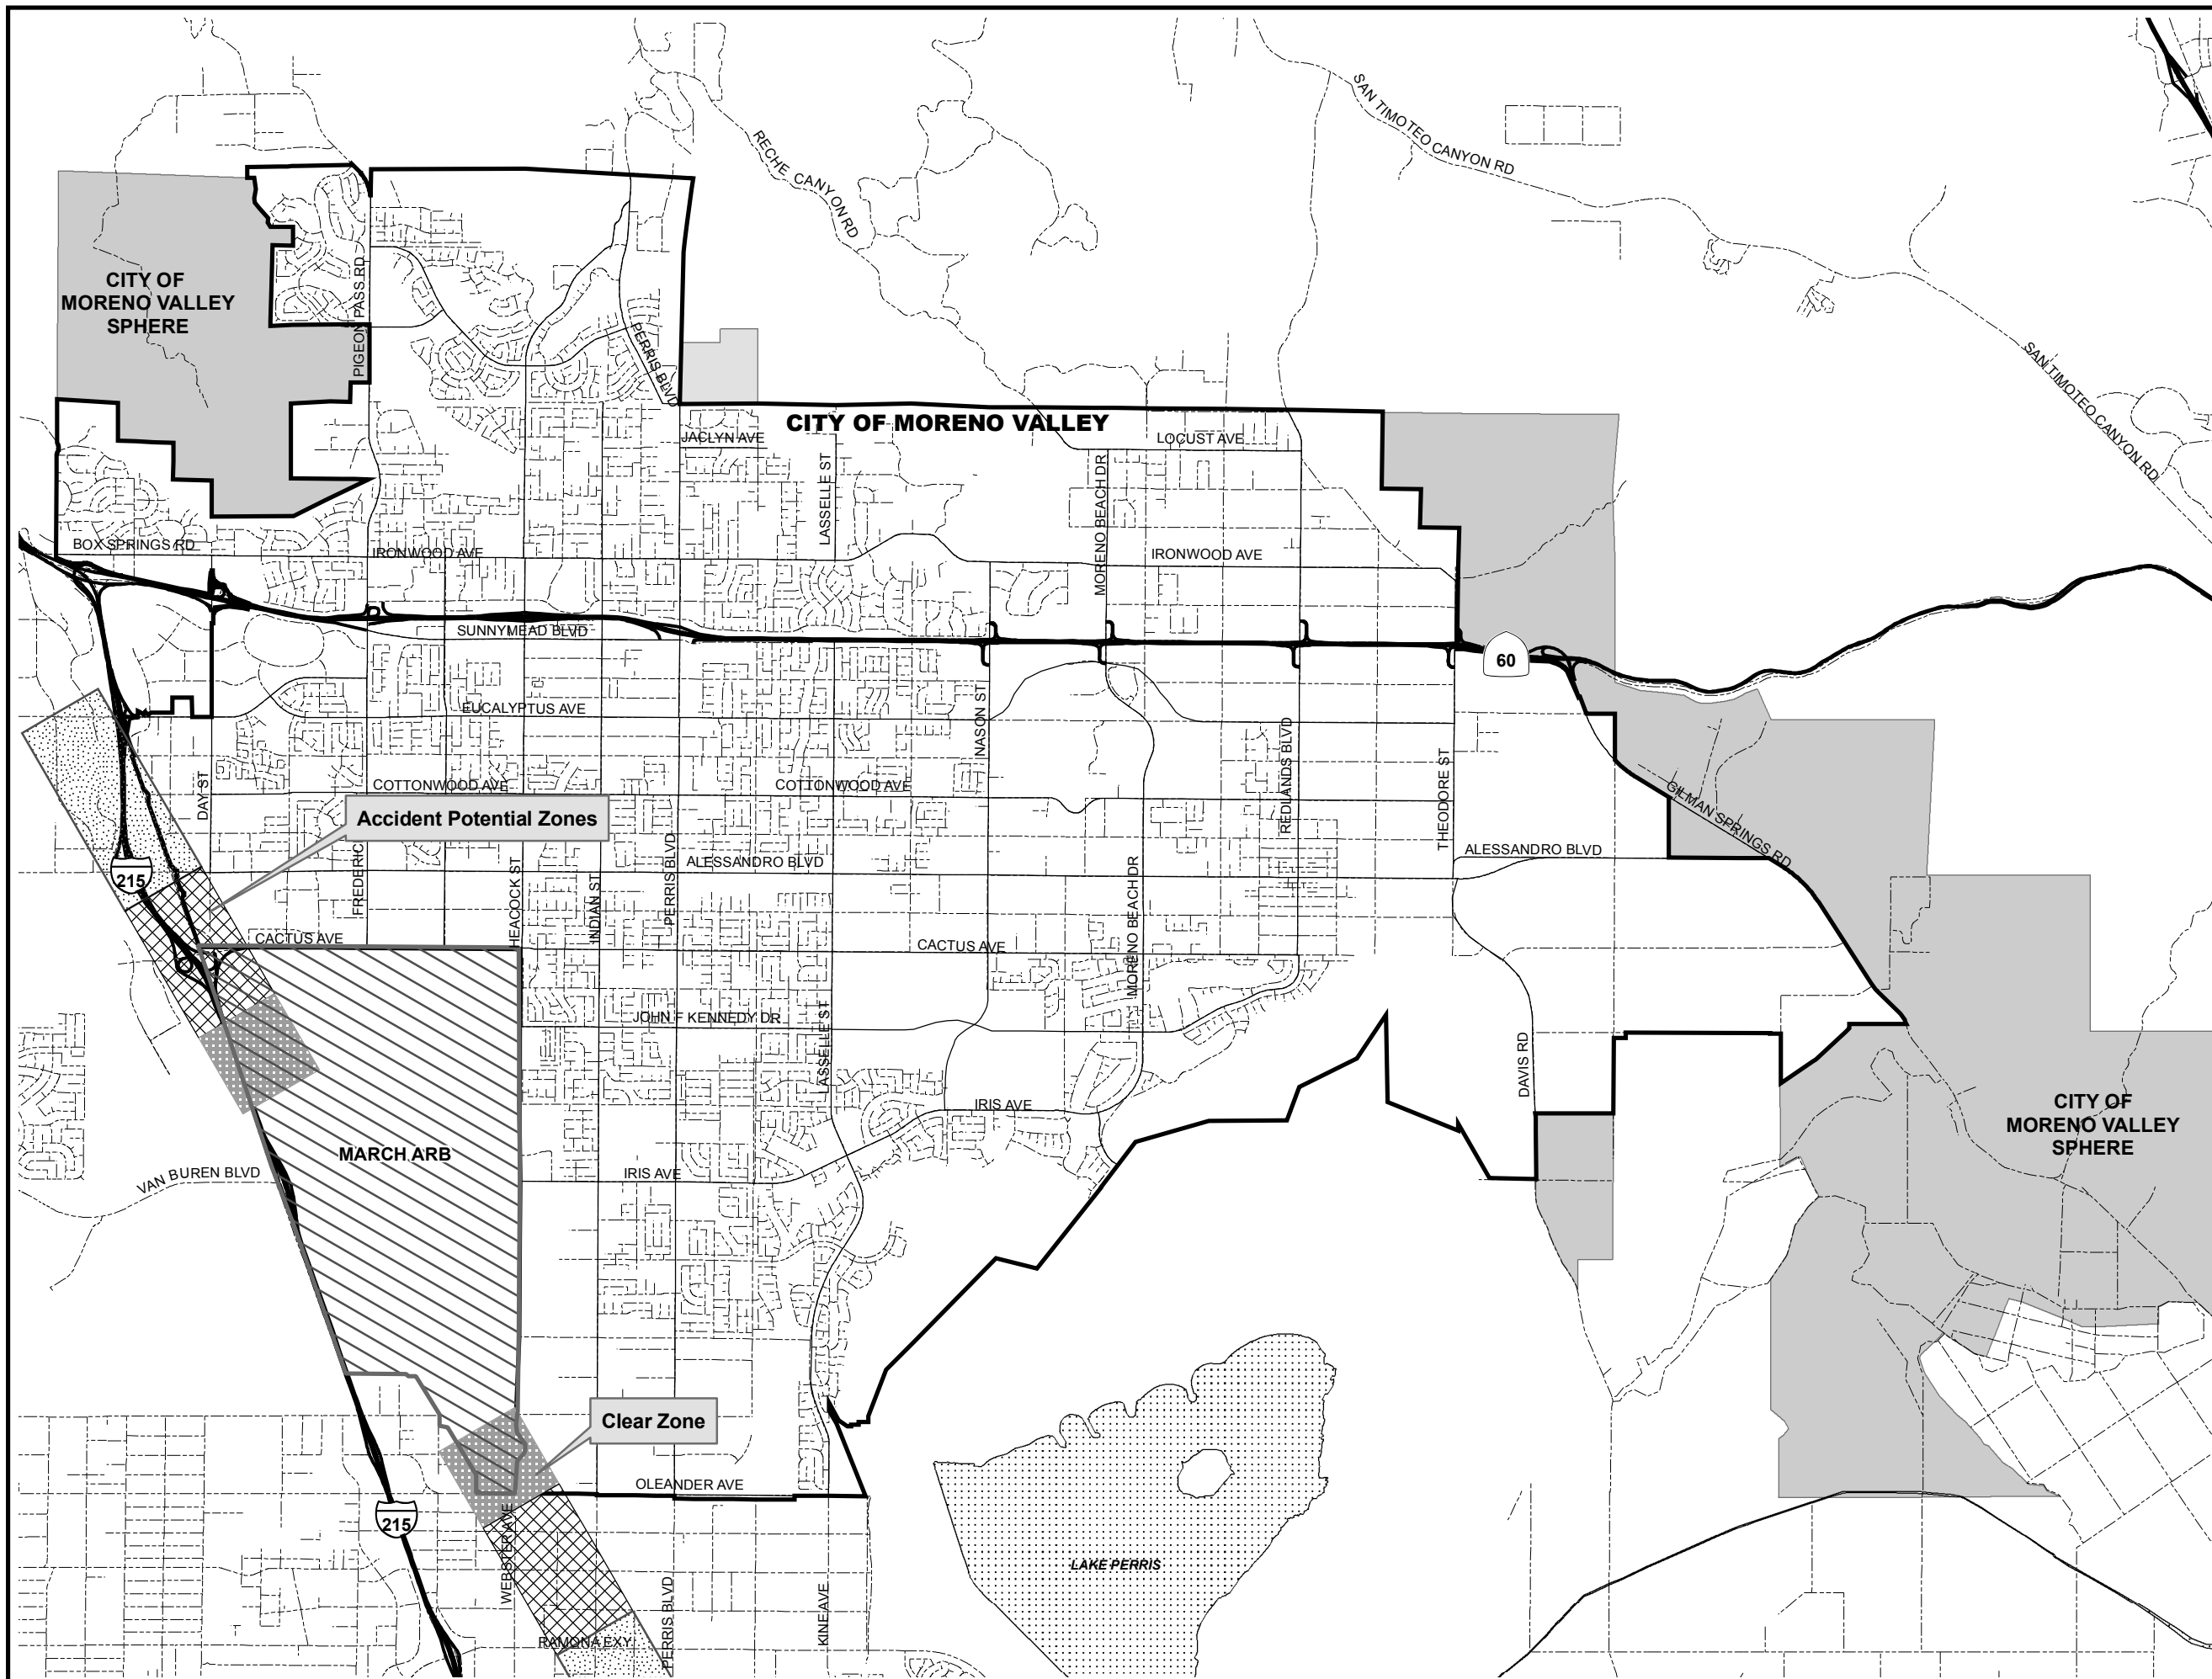 SAN TIMOTEO CANYON RD
RECHE CANYON RD
CITY OF
MORENO VALLEY
SPHERE
PIGEON PASS RD
PERRIS BLVD
SAN TIMOTEO CANYON RD
CITY OF MORENO VALLEY
JACLYN AVE
LOCUST AVE
LASSELLE ST
MORENO BEACH DR
BOX SPRINGS RD
IRONWOOD AVE
IRONWOOD AVE
SUNNYMEAD BLVD
60
EUCALYPTUS AVE
NASON ST
REDLANDS BLVD
DAY ST
COTTONWOOD AVE
COTTONWOOD AVE
THEODORE ST
GILMAN SPRINGS RD
Accident Potential Zones
FREDERIC
HEACOCK ST
INDIAN ST
PERRIS BLVD
ALESSANDRO BLVD
ALESSANDRO BLVD
MORENO BEACH DR
215
CACTUS AVE
CACTUS AVE
JOHN F KENNEDY DR
LASSELLE ST
DAVIS RD
IRIS AVE
CITY OF
MORENO VALLEY
SPHERE
MARCH ARB
VAN BUREN BLVD
IRIS AVE
Clear Zone
OLEANDER AVE
215
WEBSTER AVE
LAKE PERRIS
PERRIS BLVD
KINE AVE
RAMONA EXY